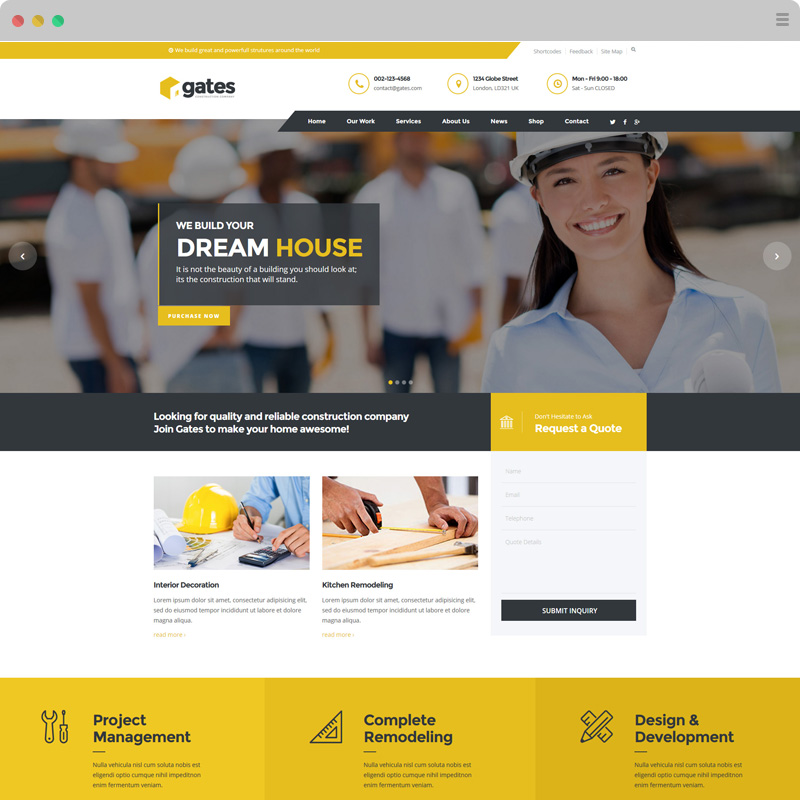 We build great and powerfull strutures around the world
Shortcodes
Feedback
Site Map
gates
CONSTRUCTION COMPANY
002-123-4568
contact@gates.com
1234 Globe Street
London, LD321 UK
Mon - Fri 9:00 - 18:00
Sat - Sun CLOSED
Home
Our Work
Services
About Us
News
Shop
Contact
WE BUILD YOUR
DREAM HOUSE
It is not the beauty of a building you should look at;
its the construction that will stand.
PURCHASE NOW
Looking for quality and reliable construction company
Join Gates to make your home awesome!
Don't Hesitate to Ask
Request a Quote
Name
Email
Telephone
Quote Details
SUBMIT INQUIRY
Interior Decoration
Lorem ipsum dolor sit amet, consectetur adipisicing elit,
sed do eiusmod tempor incididunt ut labore et dolore
magna aliqua.
read more ›
Kitchen Remodeling
Lorem ipsum dolor sit amet, consectetur adipisicing elit,
sed do eiusmod tempor incididunt ut labore et dolore
magna aliqua.
read more ›
Project
Management
Nulla vehicula nisl cum soluta nobis est
eligendi optio cumque nihil impeditnon
enim fermentum veniam.
Complete
Remodeling
Nulla vehicula nisl cum soluta nobis est
eligendi optio cumque nihil impeditnon
enim fermentum veniam.
Design &
Development
Nulla vehicula nisl cum soluta nobis est
eligendi optio cumque nihil impeditnon
enim fermentum veniam.